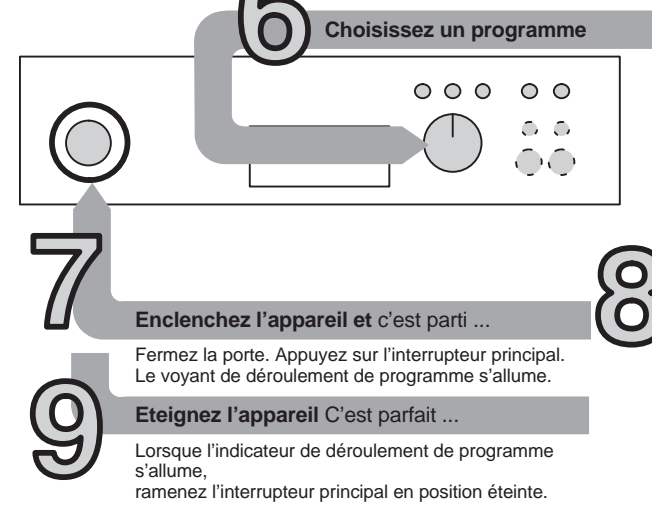 6
Choisissez un programme
7
Enclenchez l’appareil et c’est parti ...
8
Fermez la porte. Appuyez sur l’interrupteur principal.
Le voyant de déroulement de programme s’allume.
9
Eteignez l’appareil C’est parfait ...
Lorsque l’indicateur de déroulement de programme
s’allume,
ramenez l’interrupteur principal en position éteinte.